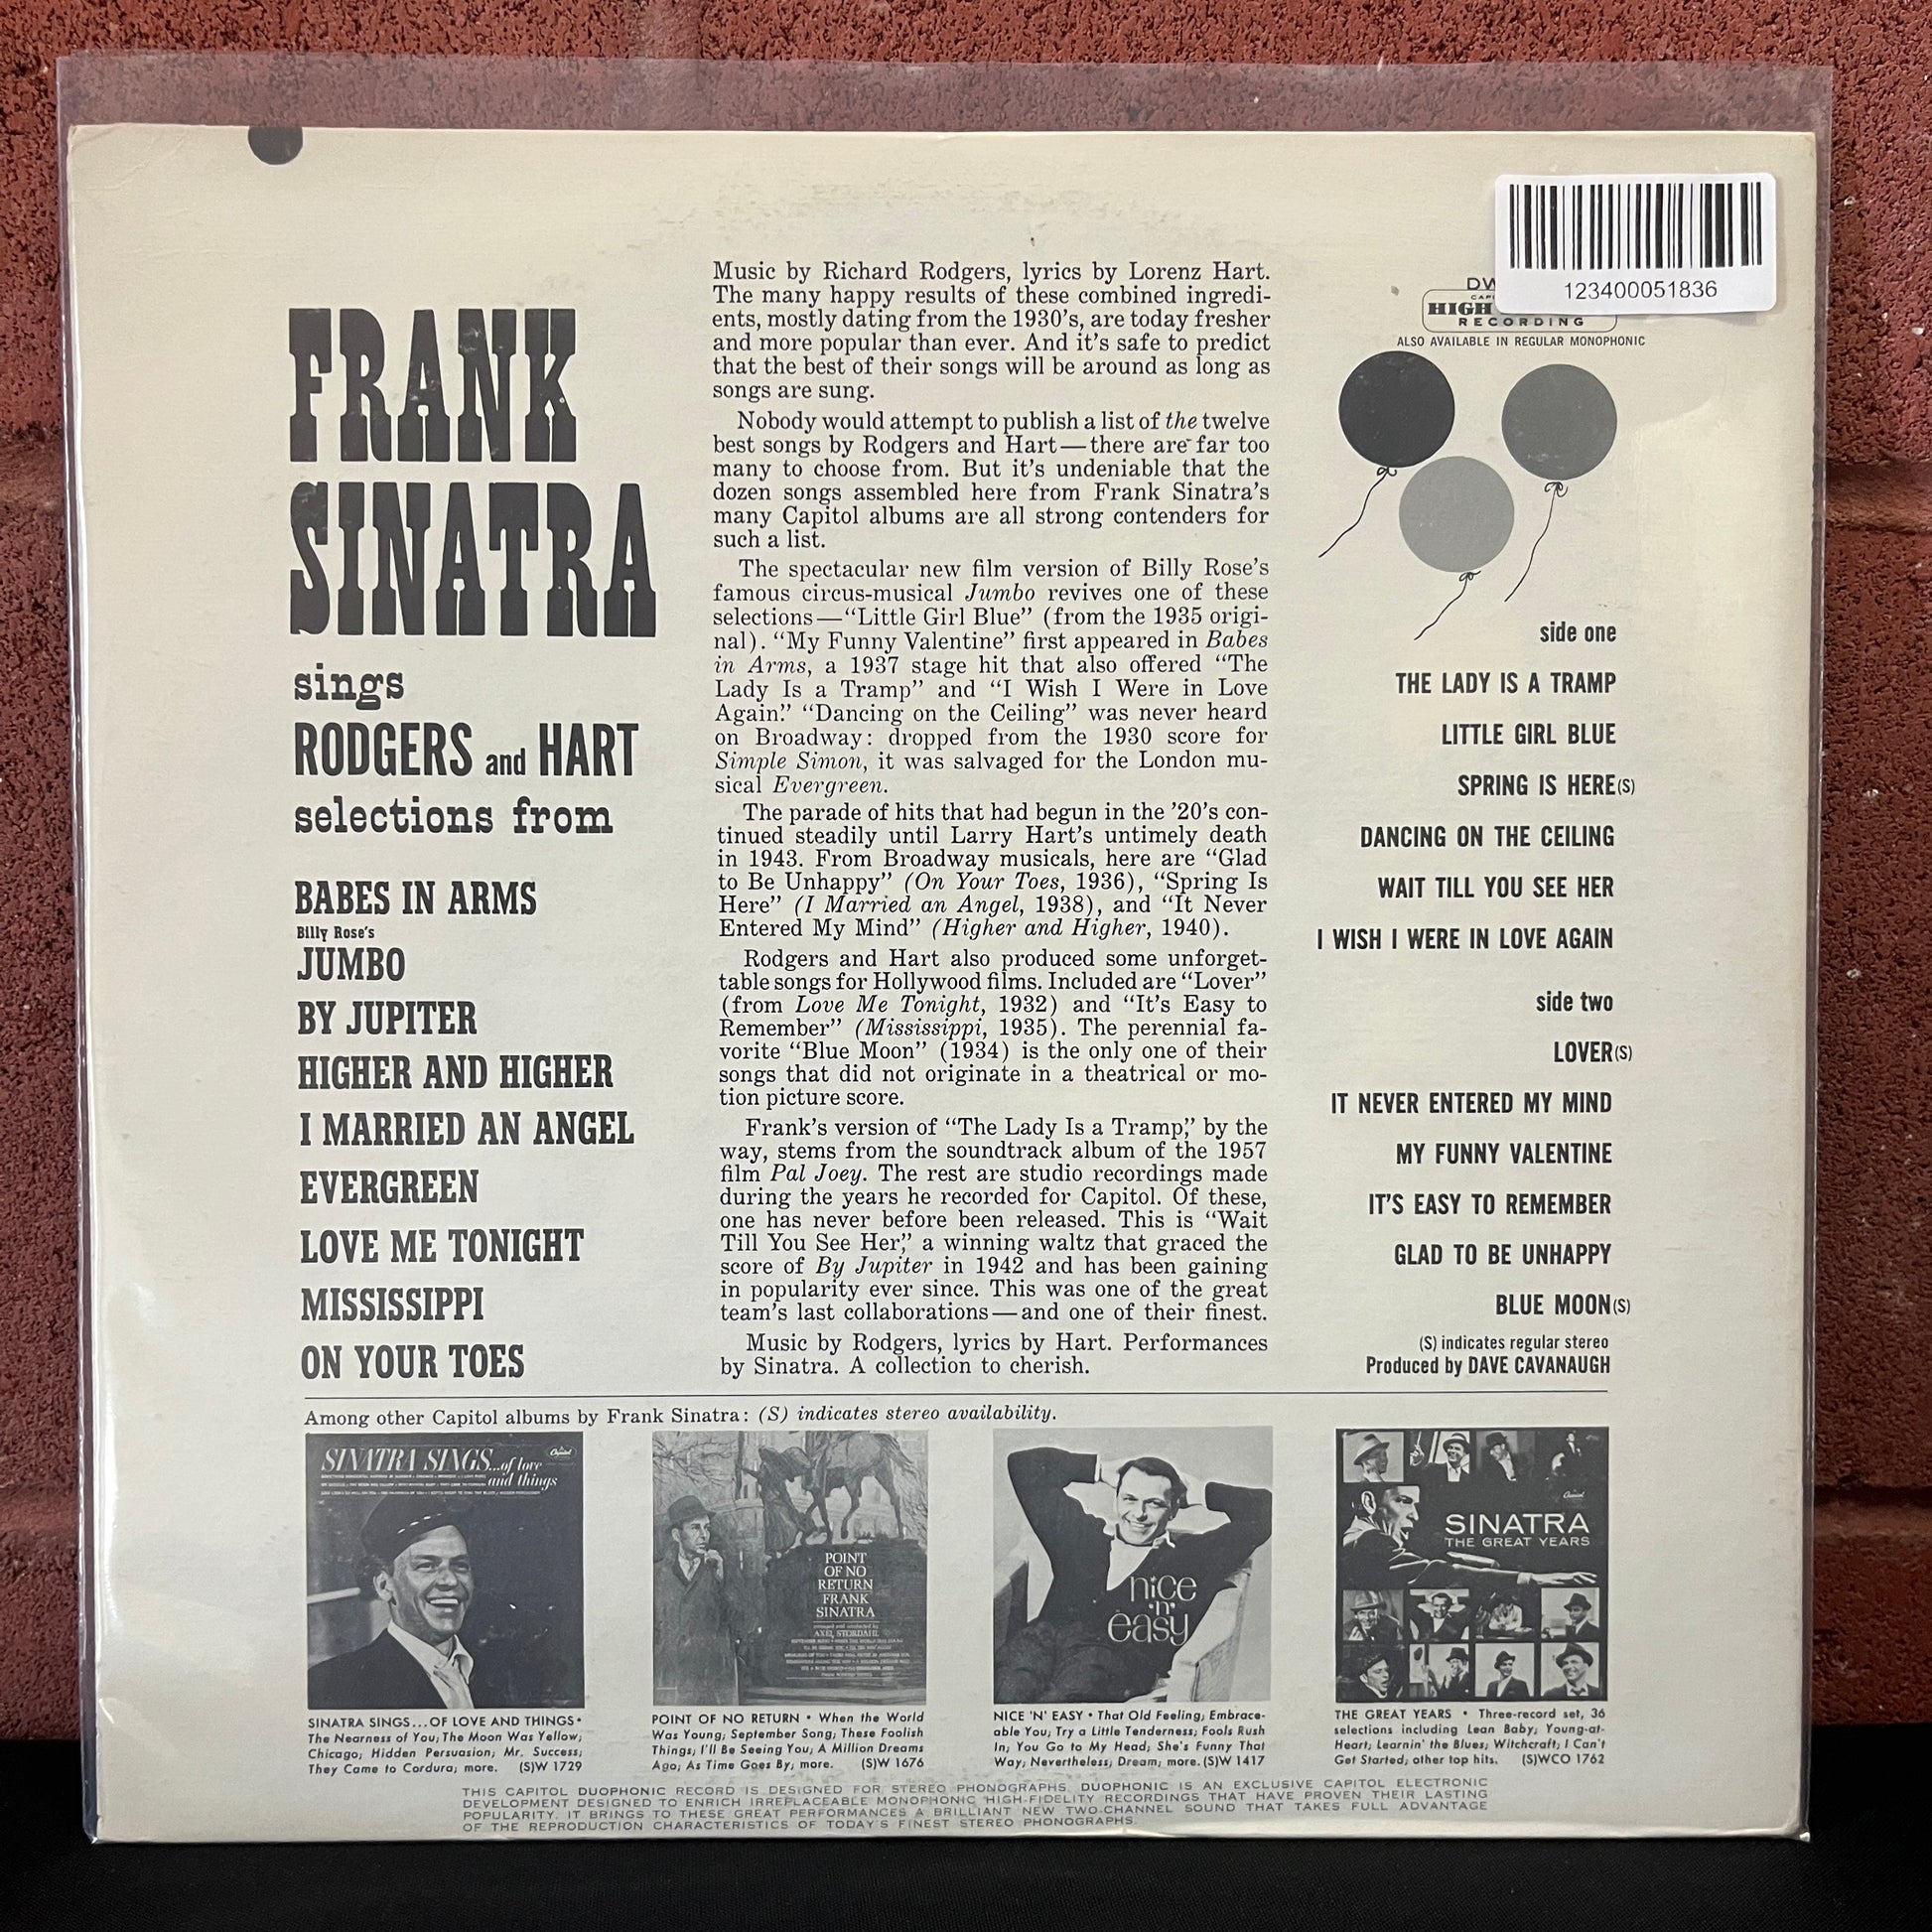 FRANK
SINATRA
sings
RODGERS and HART
selections from
BABES IN ARMS
Billy Rose's
JUMBO
BY JUPITER
HIGHER AND HIGHER
I MARRIED AN ANGEL
EVERGREEN
LOVE ME TONIGHT
MISSISSIPPI
ON YOUR TOES
Music by Richard Rodgers, lyrics by Lorenz Hart.
The many happy results of these combined ingredi-
ents, mostly dating from the 1930's, are today fresher
and more popular than ever. And it's safe to predict
that the best of their songs will be around as long as
songs are sung.
Nobody would attempt to publish a list of the twelve
best songs by Rodgers and Hart—there are far too
many to choose from. But it's undeniable that the
dozen songs assembled here from Frank Sinatra's
many Capitol albums are all strong contenders for
such a list.
The spectacular new film version of Billy Rose's
famous circus-musical Jumbo revives one of these
selections—“Little Girl Blue” (from the 1935 origi-
nal). “My Funny Valentine” first appeared in Babes
in Arms, a 1937 stage hit that also offered “The
Lady Is a Tramp” and “I Wish I Were in Love
Again.” “Dancing on the Ceiling” was never heard
on Broadway: dropped from the 1930 score for
Simple Simon, it was salvaged for the London mu-
sical Evergreen.
The parade of hits that had begun in the '20's con-
tinued steadily until Larry Hart's untimely death
in 1943. From Broadway musicals, here are “Glad
to Be Unhappy” (On Your Toes, 1936), “Spring Is
Here” (I Married an Angel, 1938), and “It Never
Entered My Mind” (Higher and Higher, 1940).
Rodgers and Hart also produced some unforget-
table songs for Hollywood films. Included are “Lover”
(from Love Me Tonight, 1932) and “It's Easy to
Remember” (Mississippi, 1935). The perennial fa-
vorite “Blue Moon” (1934) is the only one of their
songs that did not originate in a theatrical or mo-
tion picture score.
Frank's version of “The Lady Is a Tramp,” by the
way, stems from the soundtrack album of the 1957
film Pal Joey. The rest are studio recordings made
during the years he recorded for Capitol. Of these,
one has never before been released. This is “Wait
Till You See Her,” a winning waltz that graced the
score of By Jupiter in 1942 and has been gaining
in popularity ever since. This was one of the great
team's last collaborations—and one of their finest.
Music by Rodgers, lyrics by Hart. Performances
by Sinatra. A collection to cherish.
123400051836
DW
HIGH
RECORDING
ALSO AVAILABLE IN REGULAR MONOPHONIC
side one
THE LADY IS A TRAMP
LITTLE GIRL BLUE
SPRING IS HERE(S)
DANCING ON THE CEILING
WAIT TILL YOU SEE HER
I WISH I WERE IN LOVE AGAIN
side two
LOVER(S)
IT NEVER ENTERED MY MIND
MY FUNNY VALENTINE
IT'S EASY TO REMEMBER
GLAD TO BE UNHAPPY
BLUE MOON(S)
(S) indicates regular stereo
Produced by DAVE CAVANAUGH
Among other Capitol albums by Frank Sinatra: (S) indicates stereo availability.
SINATRA SINGS...of love
and things
Capitol
POINT
OF NO
RETURN
FRANK
SINATRA
arranged and conducted by
AXEL STORDAHL
nice
'n'
easy
Capitol
SINATRA
THE GREAT YEARS
SINATRA SINGS...OF LOVE AND THINGS •
The Nearness of You; The Moon Was Yellow;
Chicago; Hidden Persuasion; Mr. Success;
They Came to Cordura; more. (S)W 1729
POINT OF NO RETURN • When the World
Was Young; September Song; These Foolish
Things; I'll Be Seeing You; A Million Dreams
Ago; As Time Goes By; more. (S)W 1676
NICE 'N' EASY • That Old Feeling; Embrace-
able You; Try a Little Tenderness; Fools Rush
In; You Go to My Head; She's Funny That
Way; Nevertheless; Dream; more. (S)W 1417
THE GREAT YEARS • Three-record set, 36
selections including Lean Baby; Young-at-
Heart; Learnin' the Blues; Witchcraft; I Can't
Get Started; other top hits. (S)WCO 1762
THIS CAPITOL DUOPHONIC RECORD IS DESIGNED FOR STEREO PHONOGRAPHS. DUOPHONIC IS AN EXCLUSIVE CAPITOL ELECTRONIC
DEVELOPMENT DESIGNED TO ENRICH IRREPLACEABLE MONOPHONIC HIGH-FIDELITY RECORDINGS THAT HAVE PROVEN THEIR LASTING
POPULARITY. IT BRINGS TO THESE GREAT PERFORMANCES A BRILLIANT NEW TWO-CHANNEL SOUND THAT TAKES FULL ADVANTAGE
OF THE REPRODUCTION CHARACTERISTICS OF TODAY'S FINEST STEREO PHONOGRAPHS.